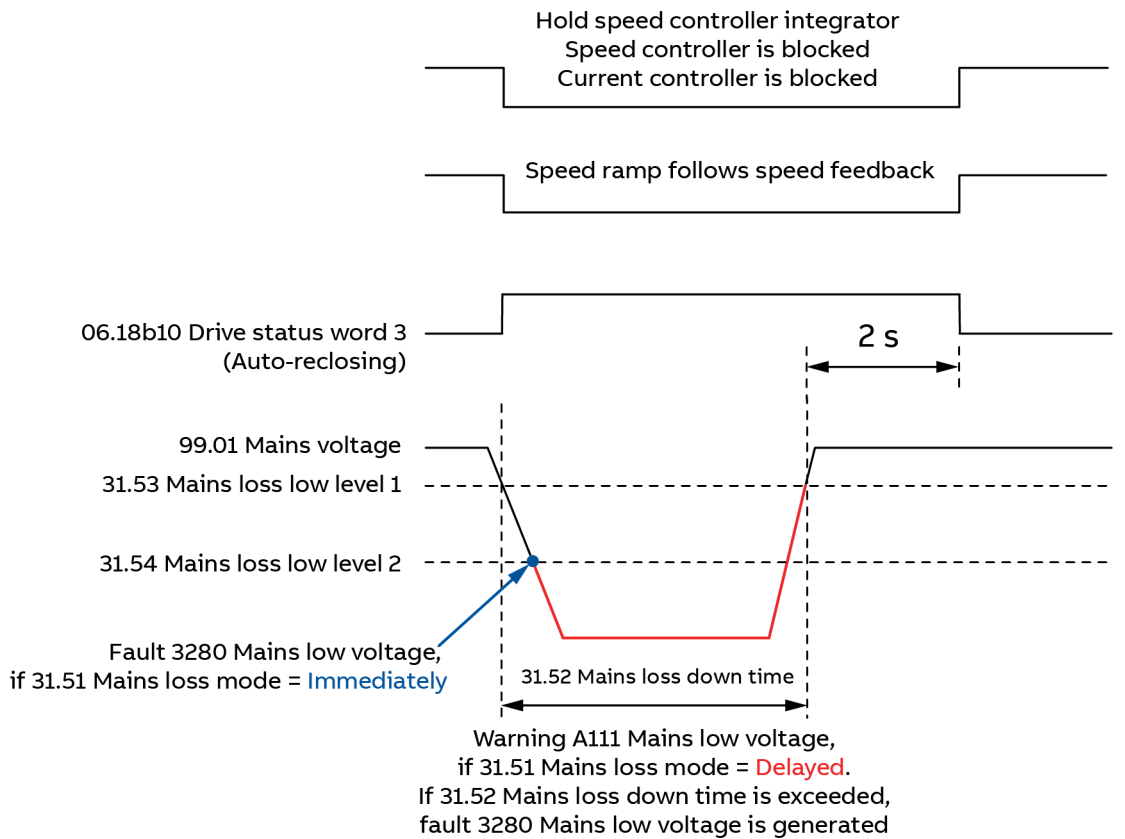 Hold speed controller integrator
Speed controller is blocked
Current controller is blocked
Speed ramp follows speed feedback
06.18b10 Drive status word 3
(Auto-reclosing)
2 s
99.01 Mains voltage
31.53 Mains loss low level 1
31.54 Mains loss low level 2
Fault 3280 Mains low voltage,
if 31.51 Mains loss mode = Immediately
31.52 Mains loss down time
Warning A111 Mains low voltage,
if 31.51 Mains loss mode = Delayed.
If 31.52 Mains loss down time is exceeded,
fault 3280 Mains low voltage is generated